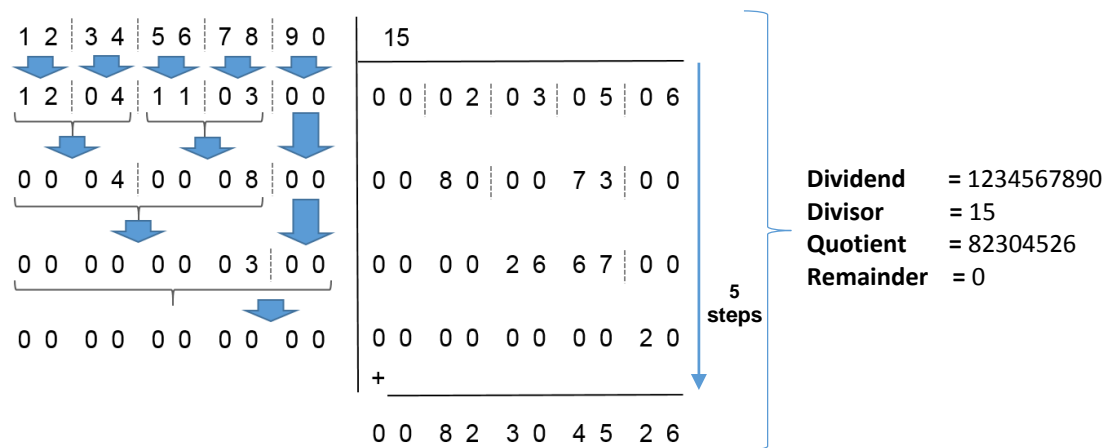 1 2 3 4 5 6 7 8 9 0 15
1 2 0 4 1 1 0 3 0 0 0 0 0 2 0 3 0 5 0 6
0 0 0 4 0 0 0 8 0 0 0 0 8 0 0 0 7 3 0 0
0 0 0 0 0 0 0 3 0 0 0 0 0 0 2 6 6 7 0 0
0 0 0 0 0 0 0 0 0 0 0 0 0 0 0 0 0 0 2 0
+
0 0 8 2 3 0 4 5 2 6
5
steps
Dividend = 1234567890
Divisor = 15
Quotient = 82304526
Remainder = 0